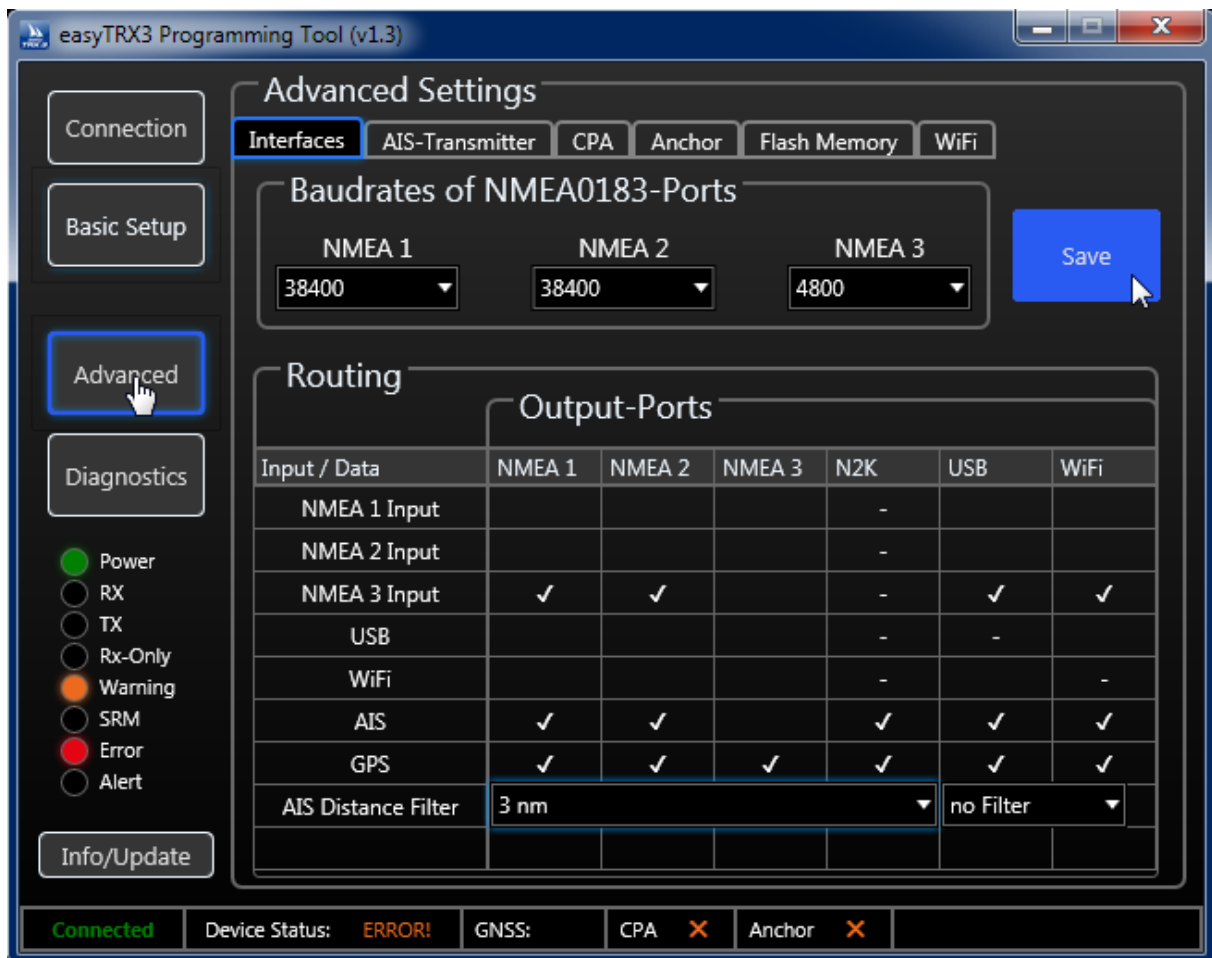 easyTRX3 Programming Tool (v1.3)
Connection
Basic Setup
Advanced
Diagnostics
Power
RX
TX
Rx-Only
Warning
SRM
Error
Alert
Info/Update
Advanced Settings
Interfaces AIS-Transmitter CPA Anchor Flash Memory WiFi
Baudrates of NMEA0183-Ports
NMEA 1 NMEA 2 NMEA 3
38400 38400 4800
Save
Routing
Output-Ports
Input / Data NMEA 1 NMEA 2 NMEA 3 N2K USB WiFi
NMEA 1 Input -
NMEA 2 Input -
NMEA 3 Input ✓ ✓ - ✓ ✓
USB - -
WiFi - -
AIS ✓ ✓ ✓ ✓ ✓
GPS ✓ ✓ ✓ ✓ ✓ ✓
AIS Distance Filter 3 nm no Filter
Connected Device Status: ERROR! GNSS: CPA ✕ Anchor ✕